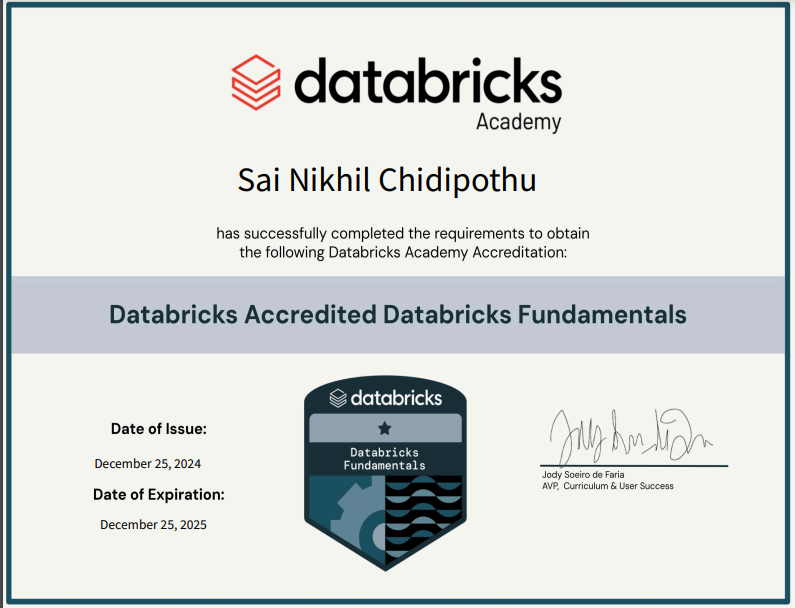 databricks
Academy
Sai Nikhil Chidipothu
has successfully completed the requirements to obtain
the following Databricks Academy Accreditation:
Databricks Accredited Databricks Fundamentals
Date of Issue:
December 25, 2024
Date of Expiration:
December 25, 2025
databricks
Databricks
Fundamentals
Jody Soeiro de Faria
AVP, Curriculum & User Success